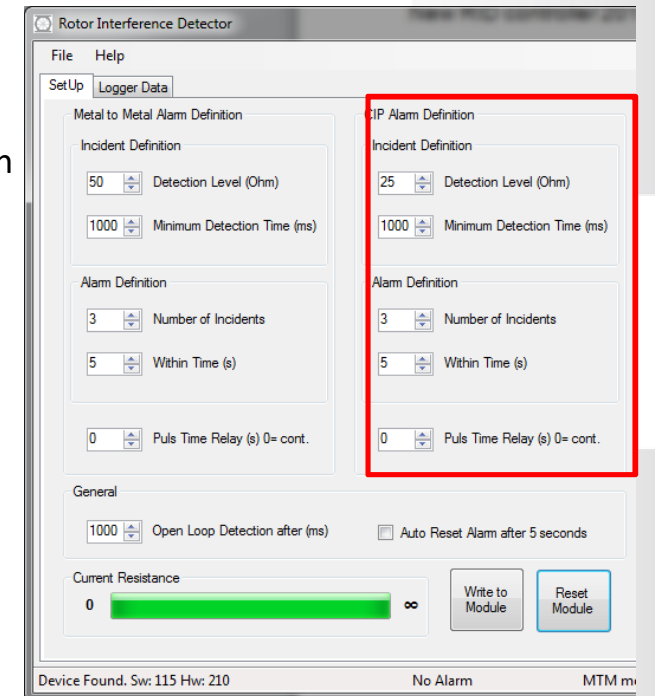 Rotor Interference Detector
File Help
SetUp Logger Data
Metal to Metal Alarm Definition
Incident Definition
50 Detection Level (Ohm)
1000 Minimum Detection Time (ms)
Alarm Definition
3 Number of Incidents
5 Within Time (s)
0 Puls Time Relay (s) 0= cont.
CIP Alarm Definition
Incident Definition
25 Detection Level (Ohm)
1000 Minimum Detection Time (ms)
Alarm Definition
3 Number of Incidents
5 Within Time (s)
0 Puls Time Relay (s) 0= cont.
General
1000 Open Loop Detection after (ms) Auto Reset Alarm after 5 seconds
Current Resistance
0 ∞
Write to
Module
Reset
Module
Device Found. Sw: 115 Hw: 210 No Alarm MTM